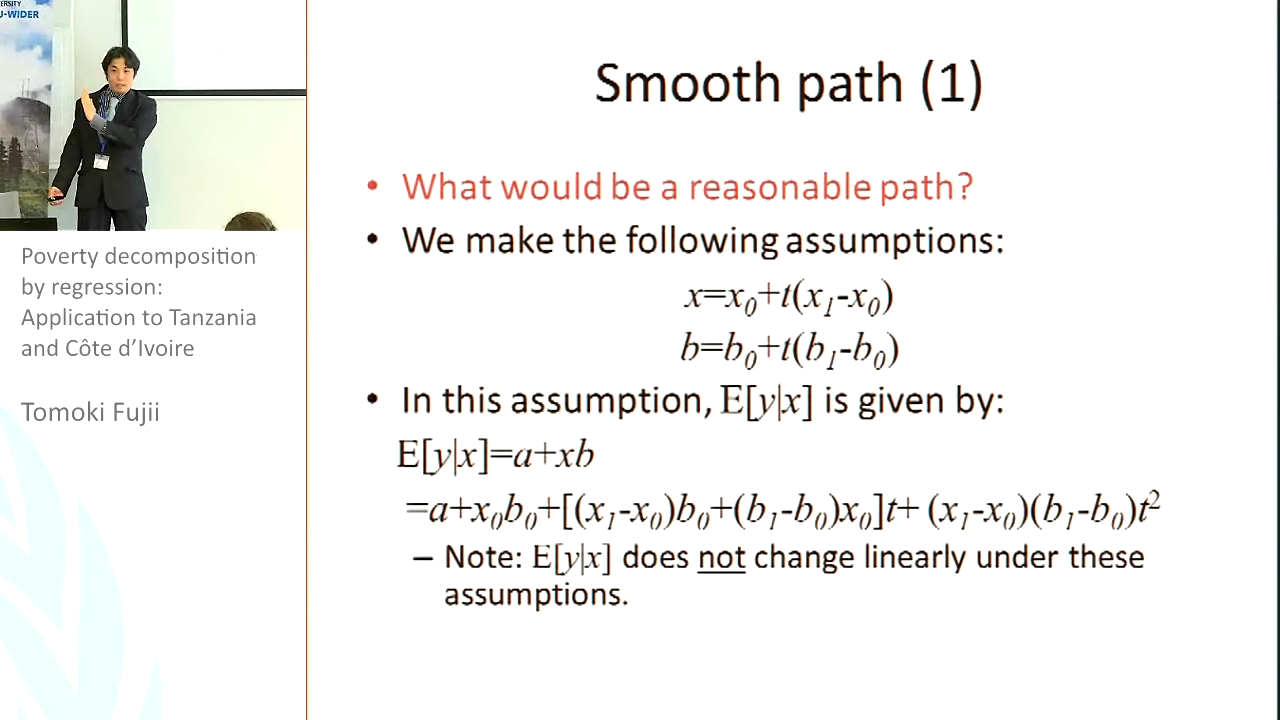 ERSITY
J-WIDER
Poverty decomposition
by regression:
Application to Tanzania
and Côte d’Ivoire
Tomoki Fujii
Smooth path (1)
• What would be a reasonable path?
• We make the following assumptions:
x=x₀+t(x₁-x₀)
b=b₀+t(b₁-b₀)
• In this assumption, E[y|x] is given by:
E[y|x]=a+xb
=a+x₀b₀+[(x₁-x₀)b₀+(b₁-b₀)x₀]t+ (x₁-x₀)(b₁-b₀)t²
– Note: E[y|x] does not change linearly under these
assumptions.